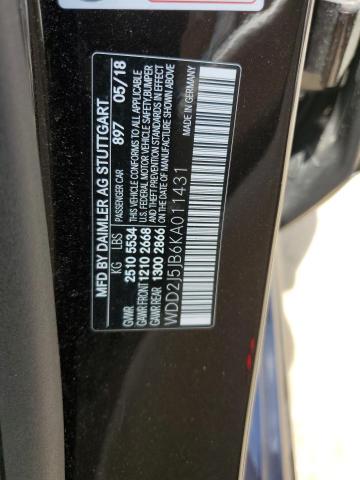 MFD BY DAIMLER AG STUTTGART
PASSENGER CAR 897 05/18
KG LBS
GVWR 2510 5534
GAWR FRONT 1210 2668
GAWR REAR 1300 2866
THIS VEHICLE CONFORMS TO ALL APPLICABLE
U.S. FEDERAL MOTOR VEHICLE SAFETY, BUMPER
AND THEFT PREVENTION STANDARDS IN EFFECT
ON THE DATE OF MANUFACTURE SHOWN ABOVE
MADE IN GERMANY
WDD2J5JB6KA011431